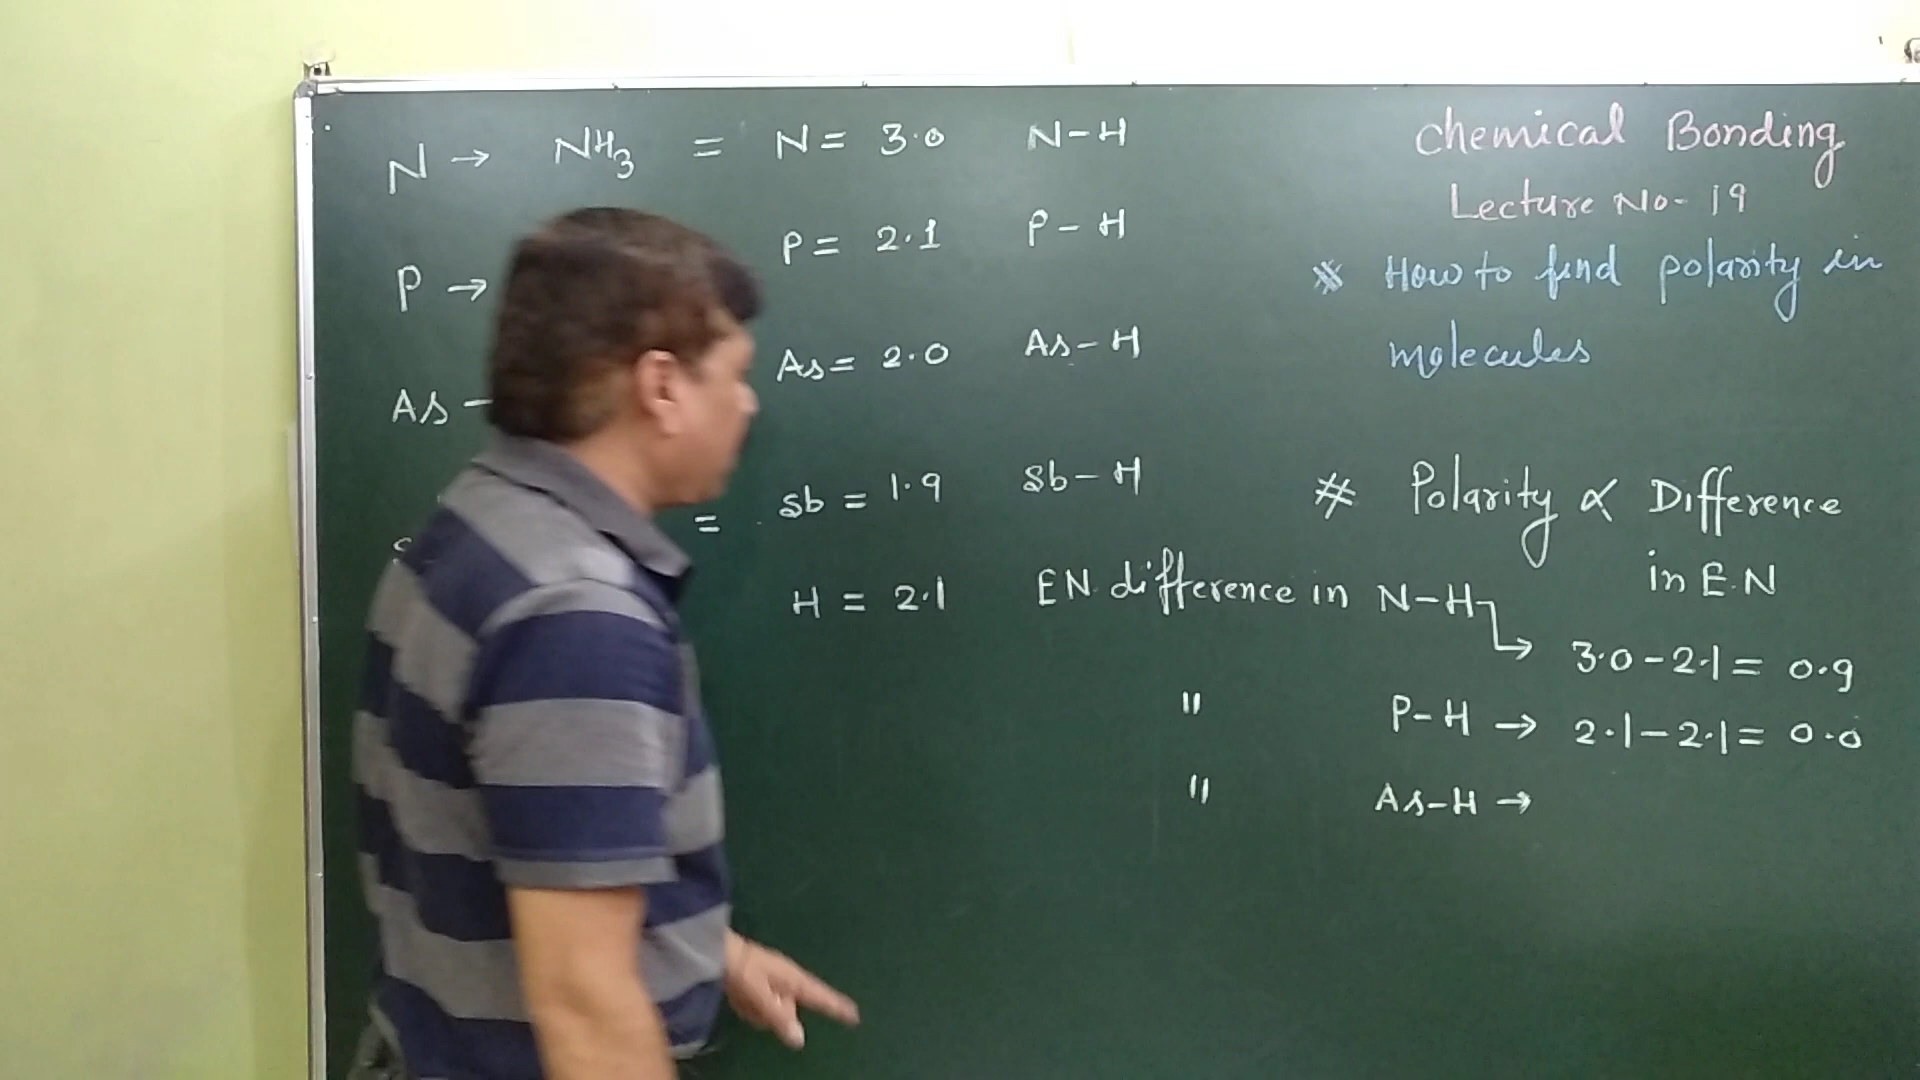 N → NH3 = N = 3.0 N-H
P → P = 2.1 P-H
As - As = 2.0 As-H
= Sb = 1.9 Sb-H
H = 2.1
Chemical Bonding
Lecture No-19
* How to find polarity in
molecules
# Polarity ∝ Difference
in E.N
EN. difference in N-H → 3.0-2.1 = 0.9
" P-H → 2.1-2.1 = 0.0
" As-H →